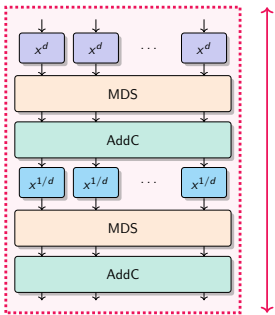 x^d x^d ... x^d
MDS
AddC
x^{1/d} x^{1/d} ... x^{1/d}
MDS
AddC